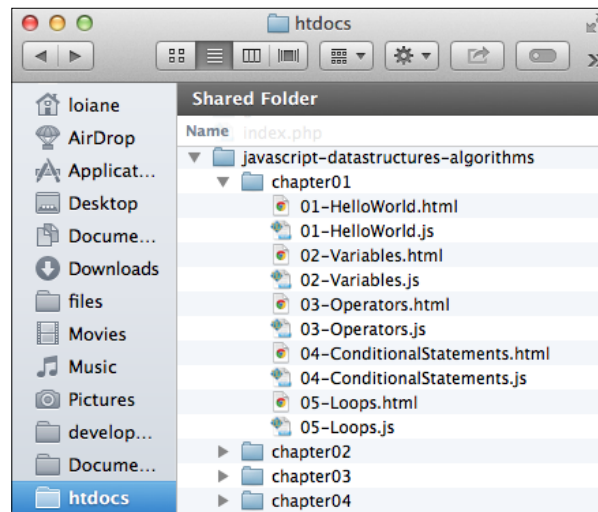 htdocs
loiane
AirDrop
Applicat...
Desktop
Docume...
Downloads
files
Movies
Music
Pictures
develop...
Docume...
htdocs
Shared Folder
Name
index.php
javascript-datastructures-algorithms
chapter01
01-HelloWorld.html
01-HelloWorld.js
02-Variables.html
02-Variables.js
03-Operators.html
03-Operators.js
04-ConditionalStatements.html
04-ConditionalStatements.js
05-Loops.html
05-Loops.js
chapter02
chapter03
chapter04